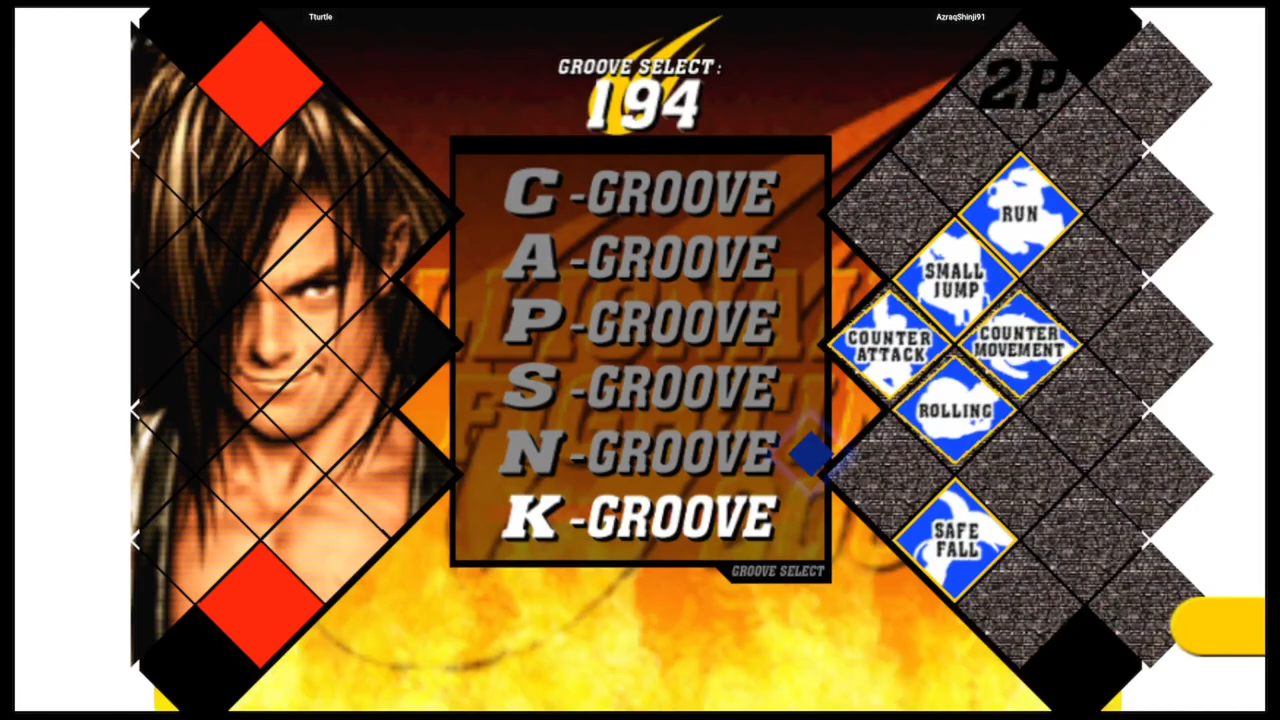 Tturtle
AzraqShinji91
GROOVE SELECT:
194
2P
C-GROOVE
A-GROOVE
P-GROOVE
S-GROOVE
N-GROOVE
K-GROOVE
GROOVE SELECT
RUN
SMALL
JUMP
COUNTER
ATTACK
COUNTER
MOVEMENT
ROLLING
SAFE
FALL